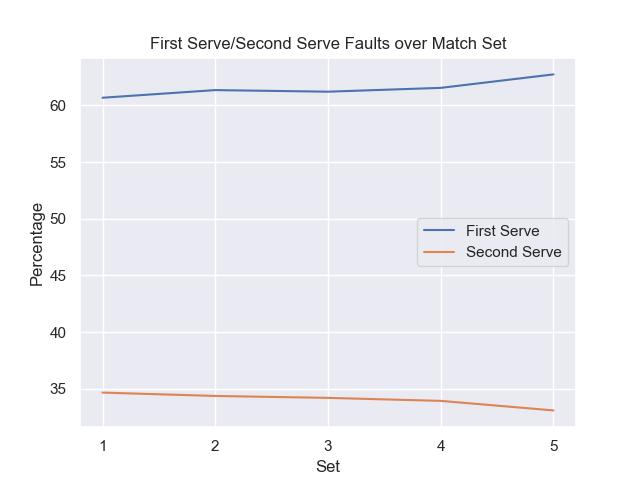 First Serve/Second Serve Faults over Match Set
Percentage
60
55
50
45
40
35
First Serve
Second Serve
1 2 3 4 5
Set